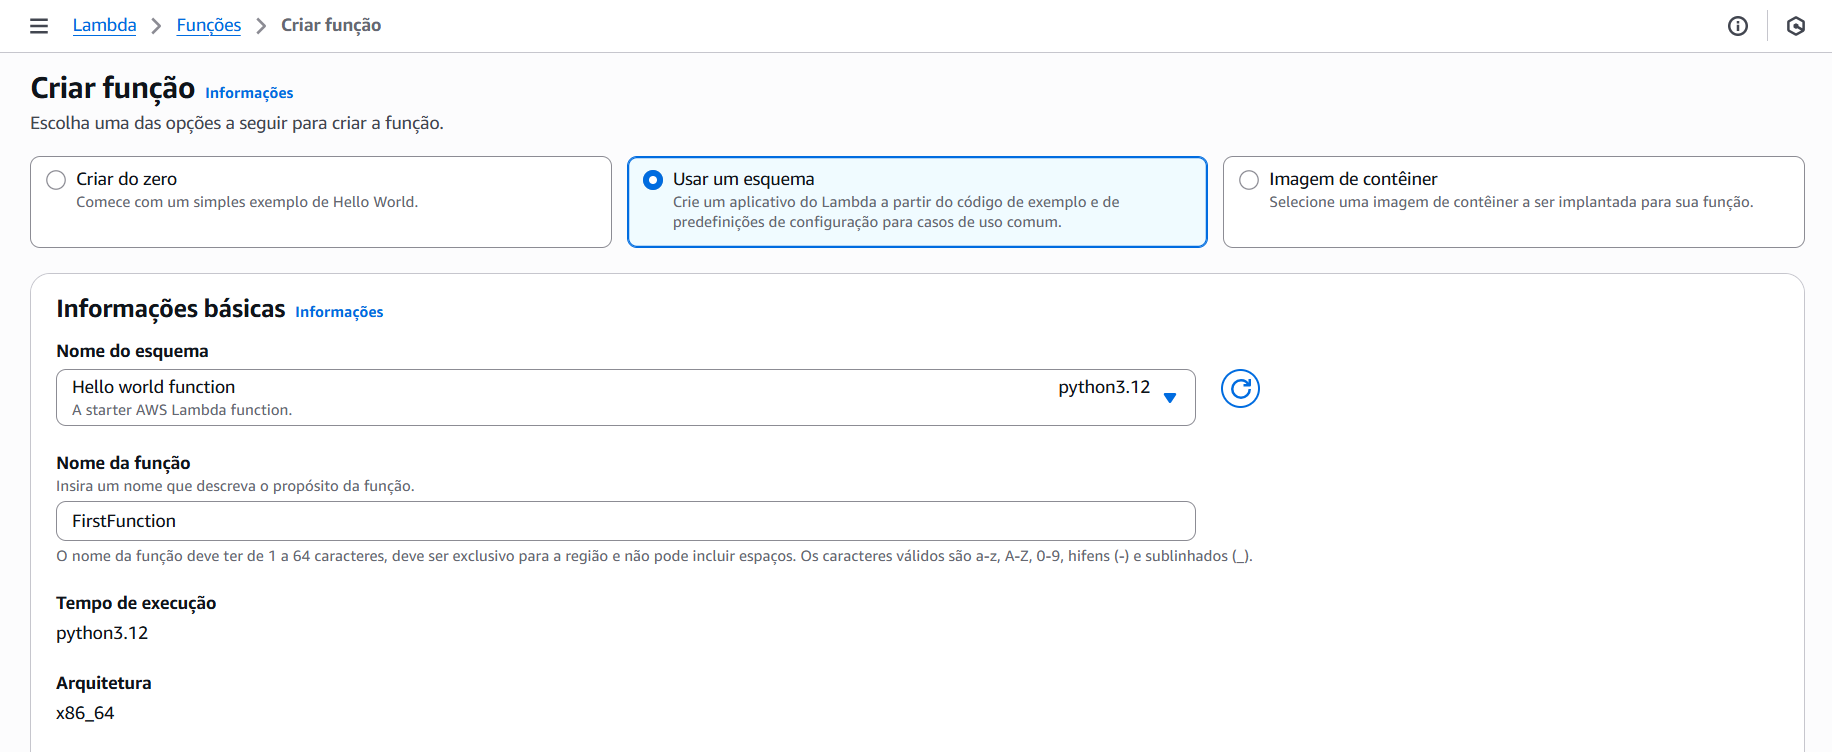 Lambda > Funções > Criar função
Criar função Informações
Escolha uma das opções a seguir para criar a função.
Criar do zero
Comece com um simples exemplo de Hello World.
Usar um esquema
Crie um aplicativo do Lambda a partir do código de exemplo e de
predefinições de configuração para casos de uso comum.
Imagem de contêiner
Selecione uma imagem de contêiner a ser implantada para sua função.
Informações básicas Informações
Nome do esquema
Hello world function python3.12
A starter AWS Lambda function.
Nome da função
Insira um nome que descreva o propósito da função.
FirstFunction
O nome da função deve ter de 1 a 64 caracteres, deve ser exclusivo para a região e não pode incluir espaços. Os caracteres válidos são a-z, A-Z, 0-9, hifens (-) e sublinhados (_).
Tempo de execução
python3.12
Arquitetura
x86_64